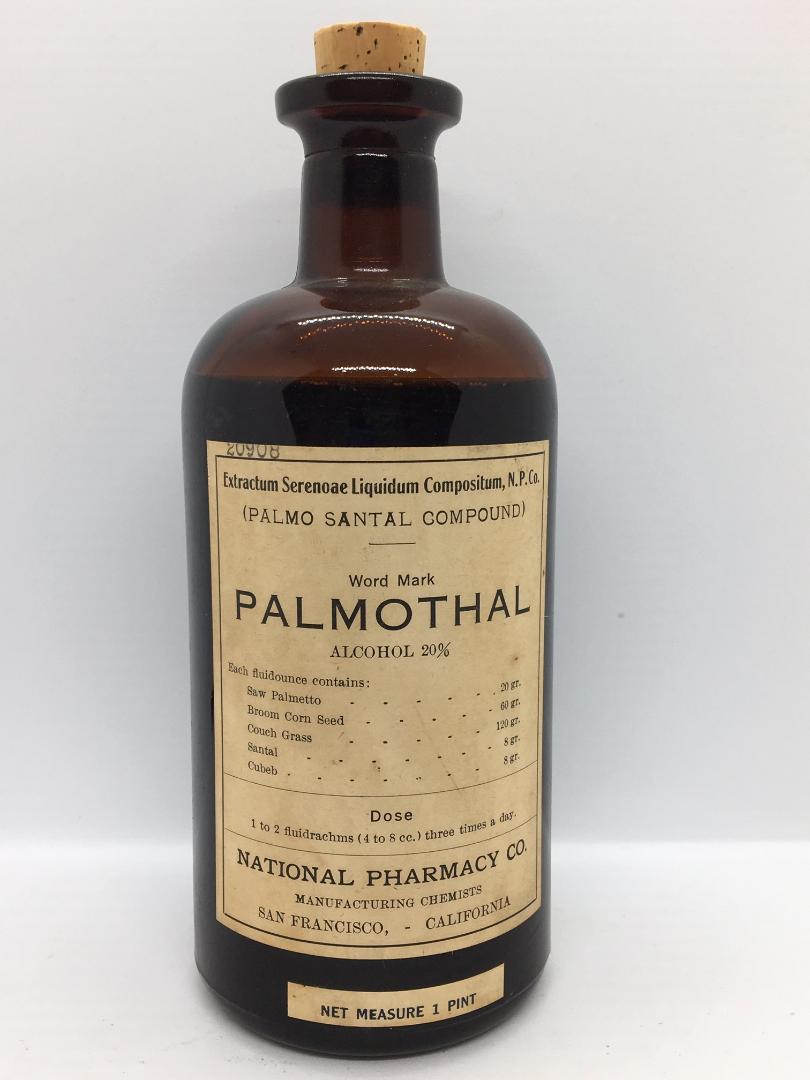 20908
Extractum Serenoae Liquidum Compositum, N.P.Co.
(PALMO SANTAL COMPOUND)
Word Mark
PALMOTHAL
ALCOHOL 20%
Each fluidounce contains:
Saw Palmetto - - - - - - 20 gr.
Broom Corn Seed - - - - - - 60 gr.
Couch Grass - - - - - 120 gr.
Santal - - - - - - - 8 gr.
Cubeb - - - - - - - 8 gr.
Dose
1 to 2 fluidrachms (4 to 8 cc.) three times a day.
NATIONAL PHARMACY CO.
MANUFACTURING CHEMISTS
SAN FRANCISCO, - CALIFORNIA
NET MEASURE 1 PINT